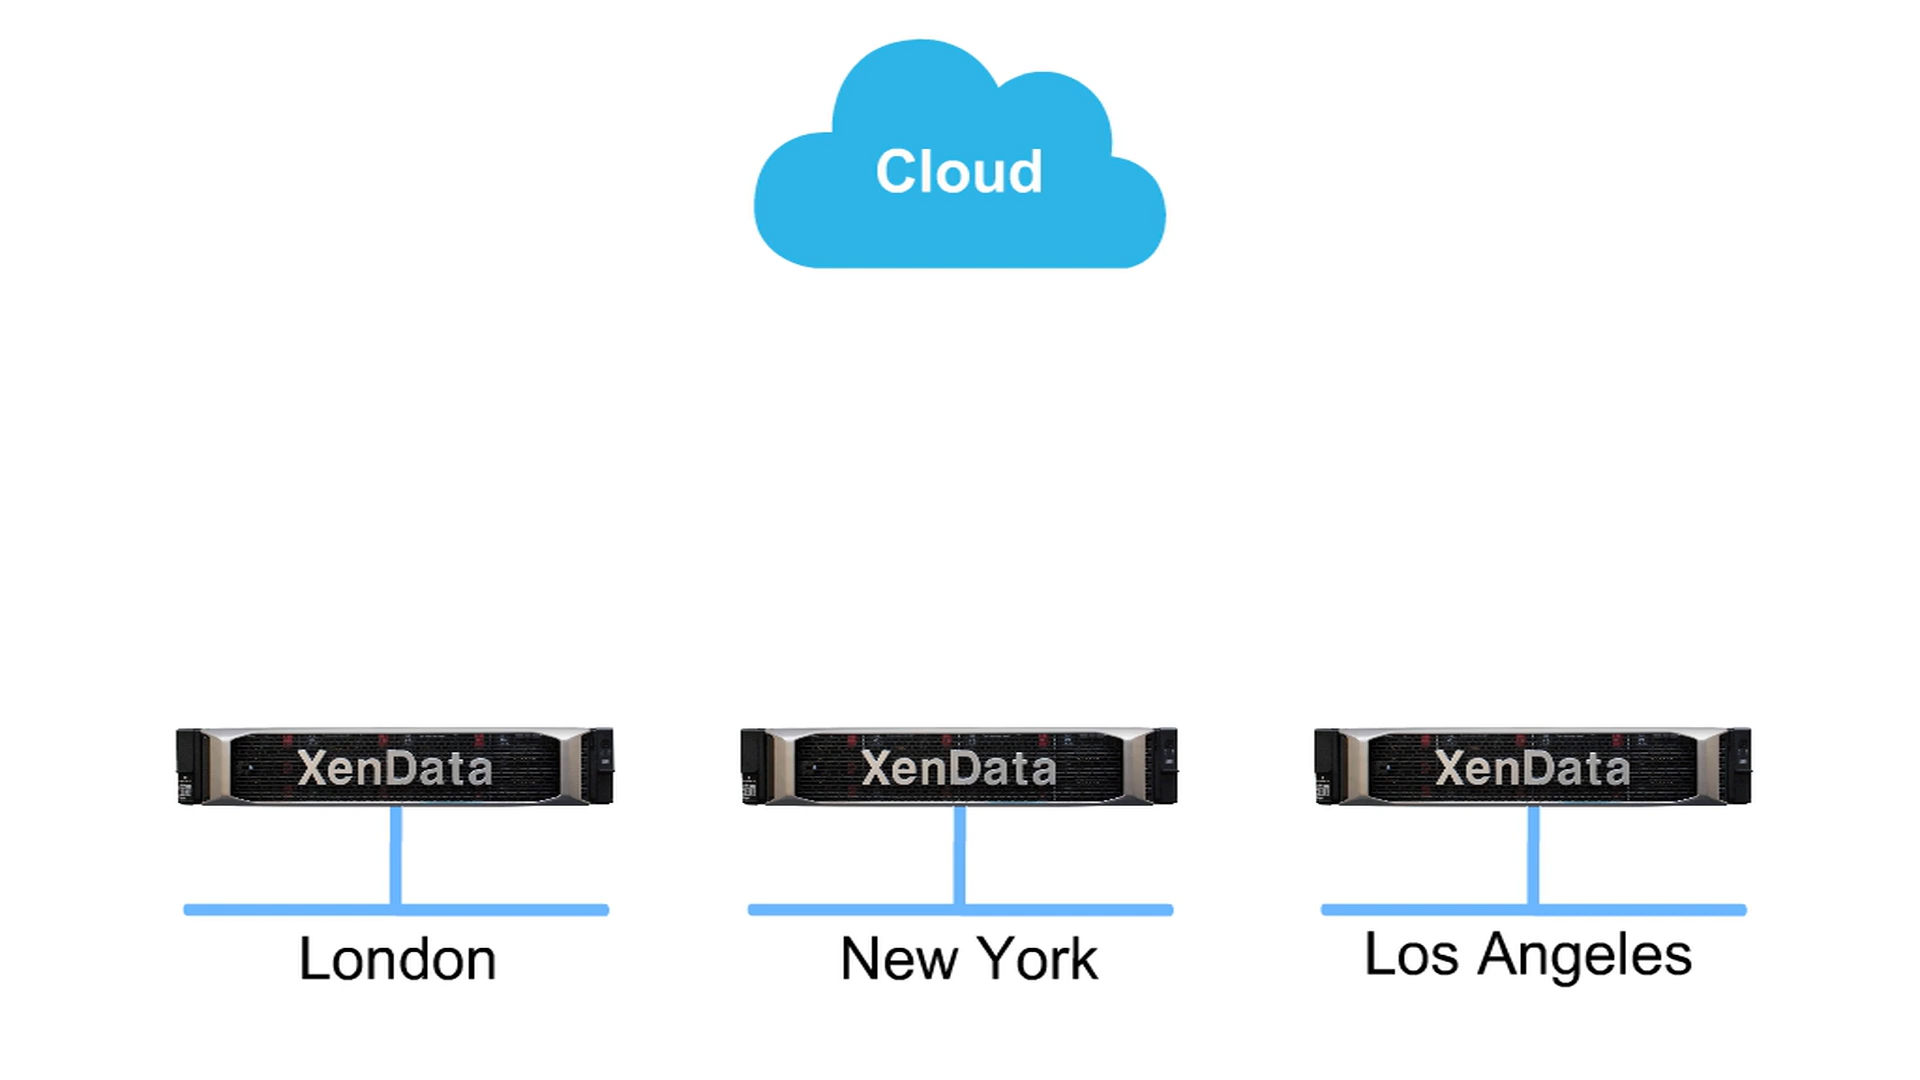 Cloud
XenData
XenData
XenData
London
New York
Los Angeles